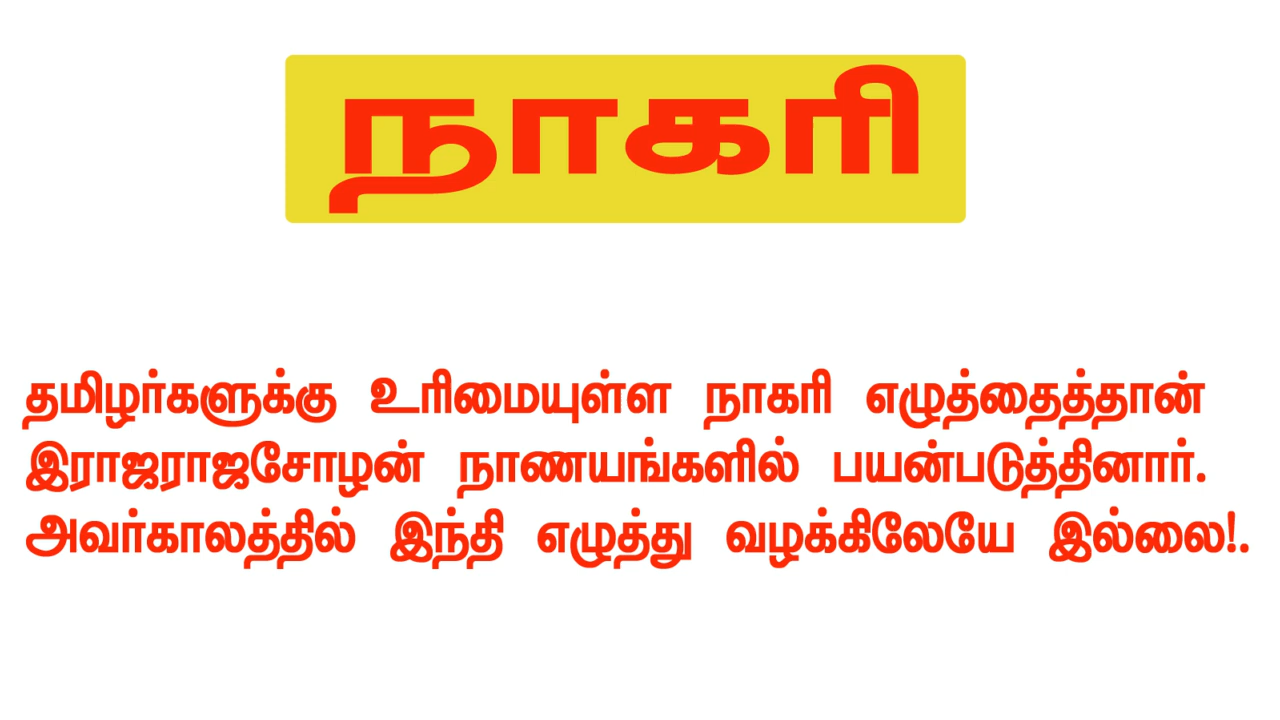 நாகரி
தமிழர்களுக்கு உரிமையுள்ள நாகரி எழுத்தைத்தான்
இராஜராஜசோழன் நாணயங்களில் பயன்படுத்தினார்.
அவர்காலத்தில் இந்தி எழுத்து வழக்கிலேயே இல்லை!.